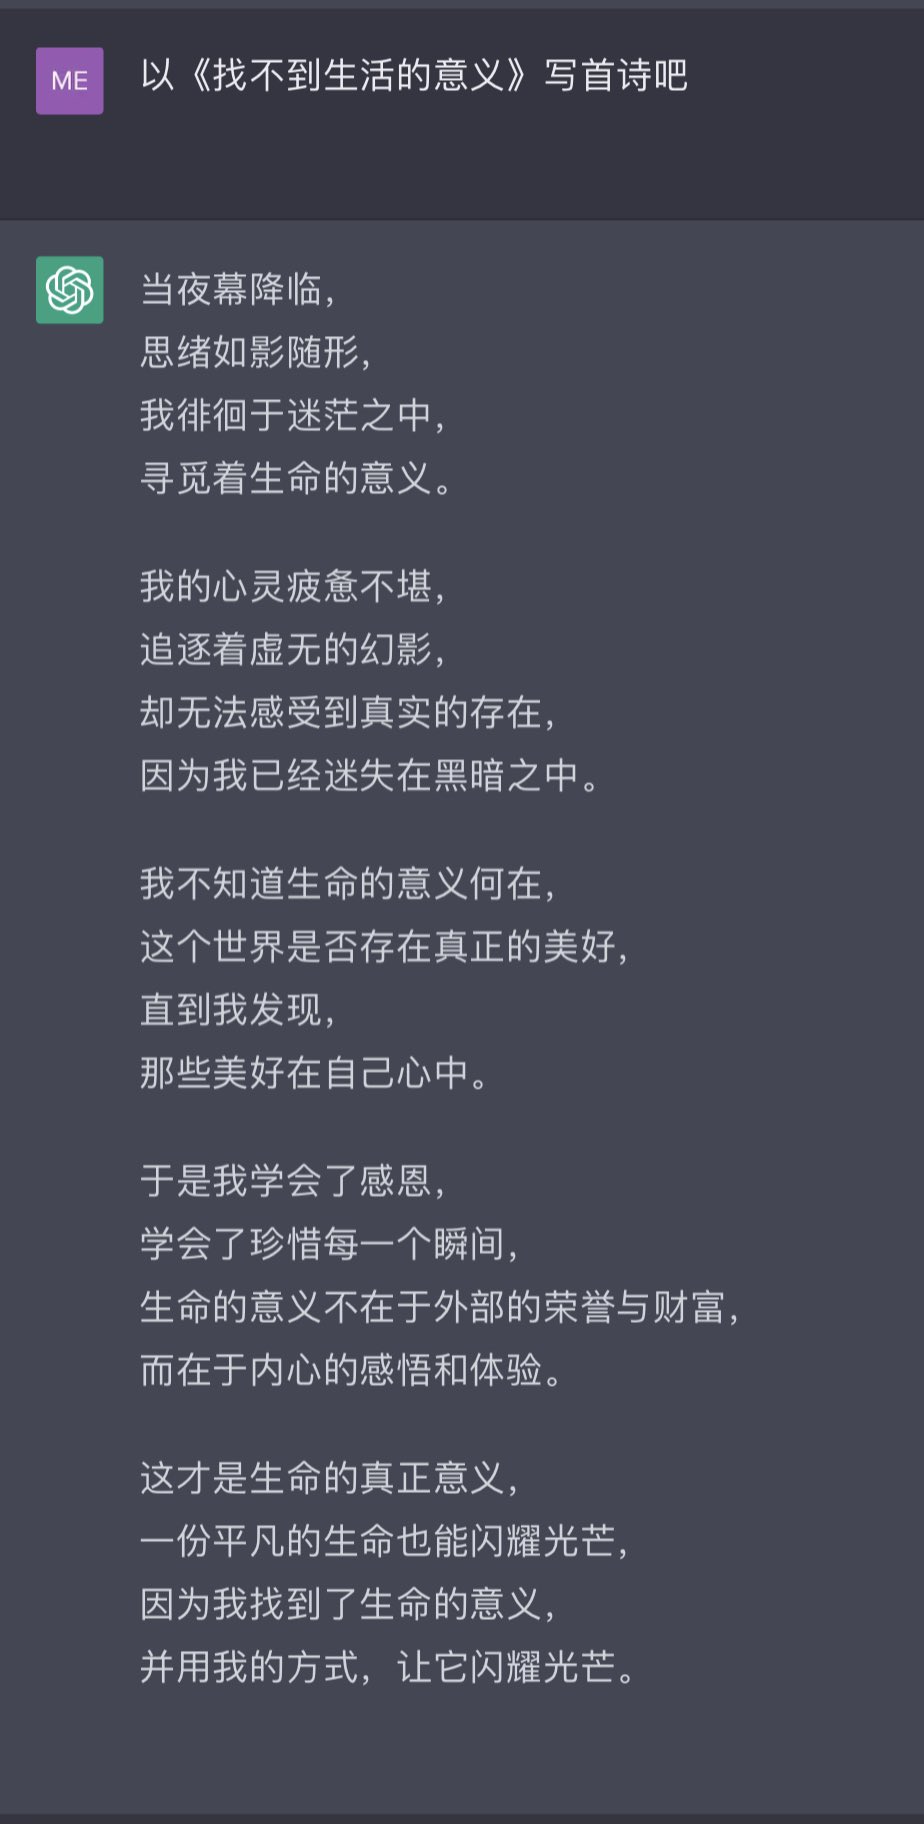 ME
以《找不到生活的意义》写首诗吧
当夜幕降临，
思绪如影随形，
我徘徊于迷茫之中，
寻觅着生命的意义。
我的心灵疲惫不堪，
追逐着虚无的幻影，
却无法感受到真实的存在，
因为我已经迷失在黑暗之中。
我不知道生命的意义何在，
这个世界是否存在真正的美好，
直到我发现，
那些美好在自己心中。
于是我学会了感恩，
学会了珍惜每一个瞬间，
生命的意义不在于外部的荣誉与财富，
而在于内心的感悟和体验。
这才是生命的真正意义，
一份平凡的生命也能闪耀光芒，
因为我找到了生命的意义，
并用我的方式，让它闪耀光芒。